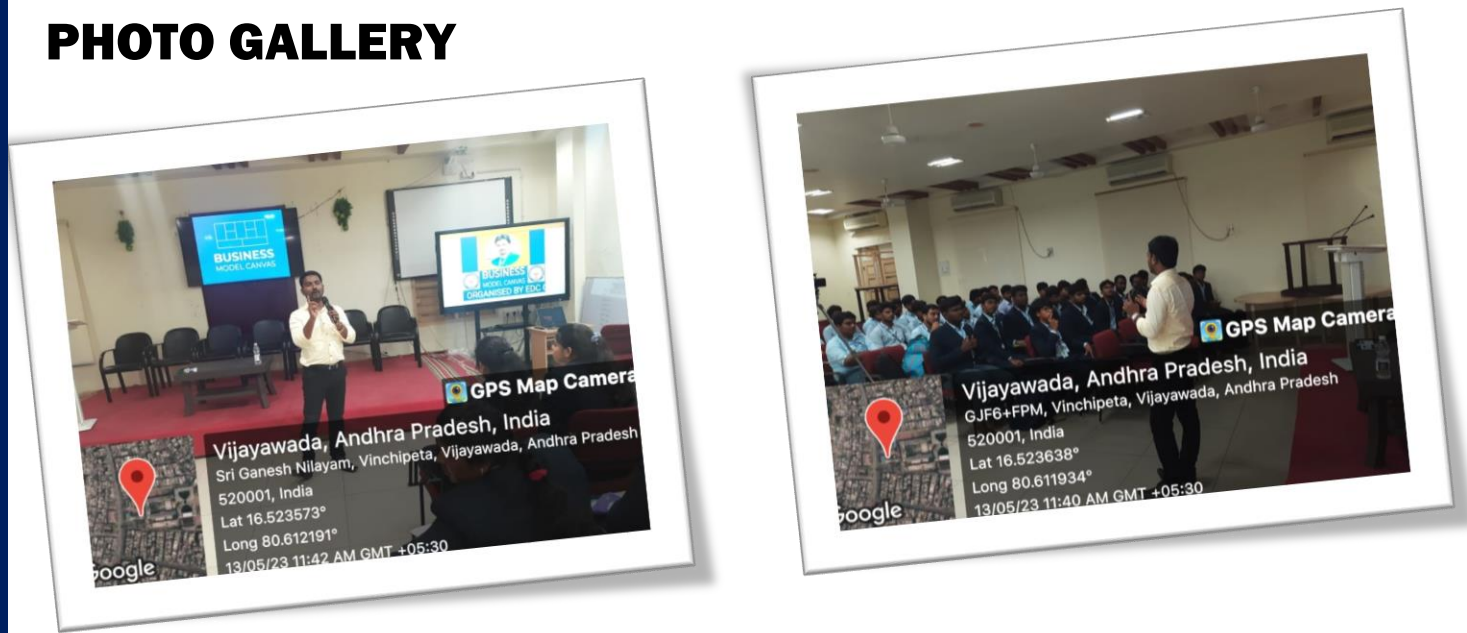 PHOTO GALLERY
BUSINESS
MODEL CANVAS
BUSINESS
MODEL CANVAS
ORGANISED BY EDC
GPS Map Camera
Vijayawada, Andhra Pradesh, India
Sri Ganesh Nilayam, Vinchipeta, Vijayawada, Andhra Pradesh
520001, India
Lat 16.523573°
Long 80.612191°
13/05/23 11:42 AM GMT +05:30
Google
GPS Map Camera
Vijayawada, Andhra Pradesh, India
GJF6+FPM, Vinchipeta, Vijayawada, Andhra Pradesh
520001, India
Lat 16.523638°
Long 80.611934°
13/05/23 11:40 AM GMT +05:30
Google